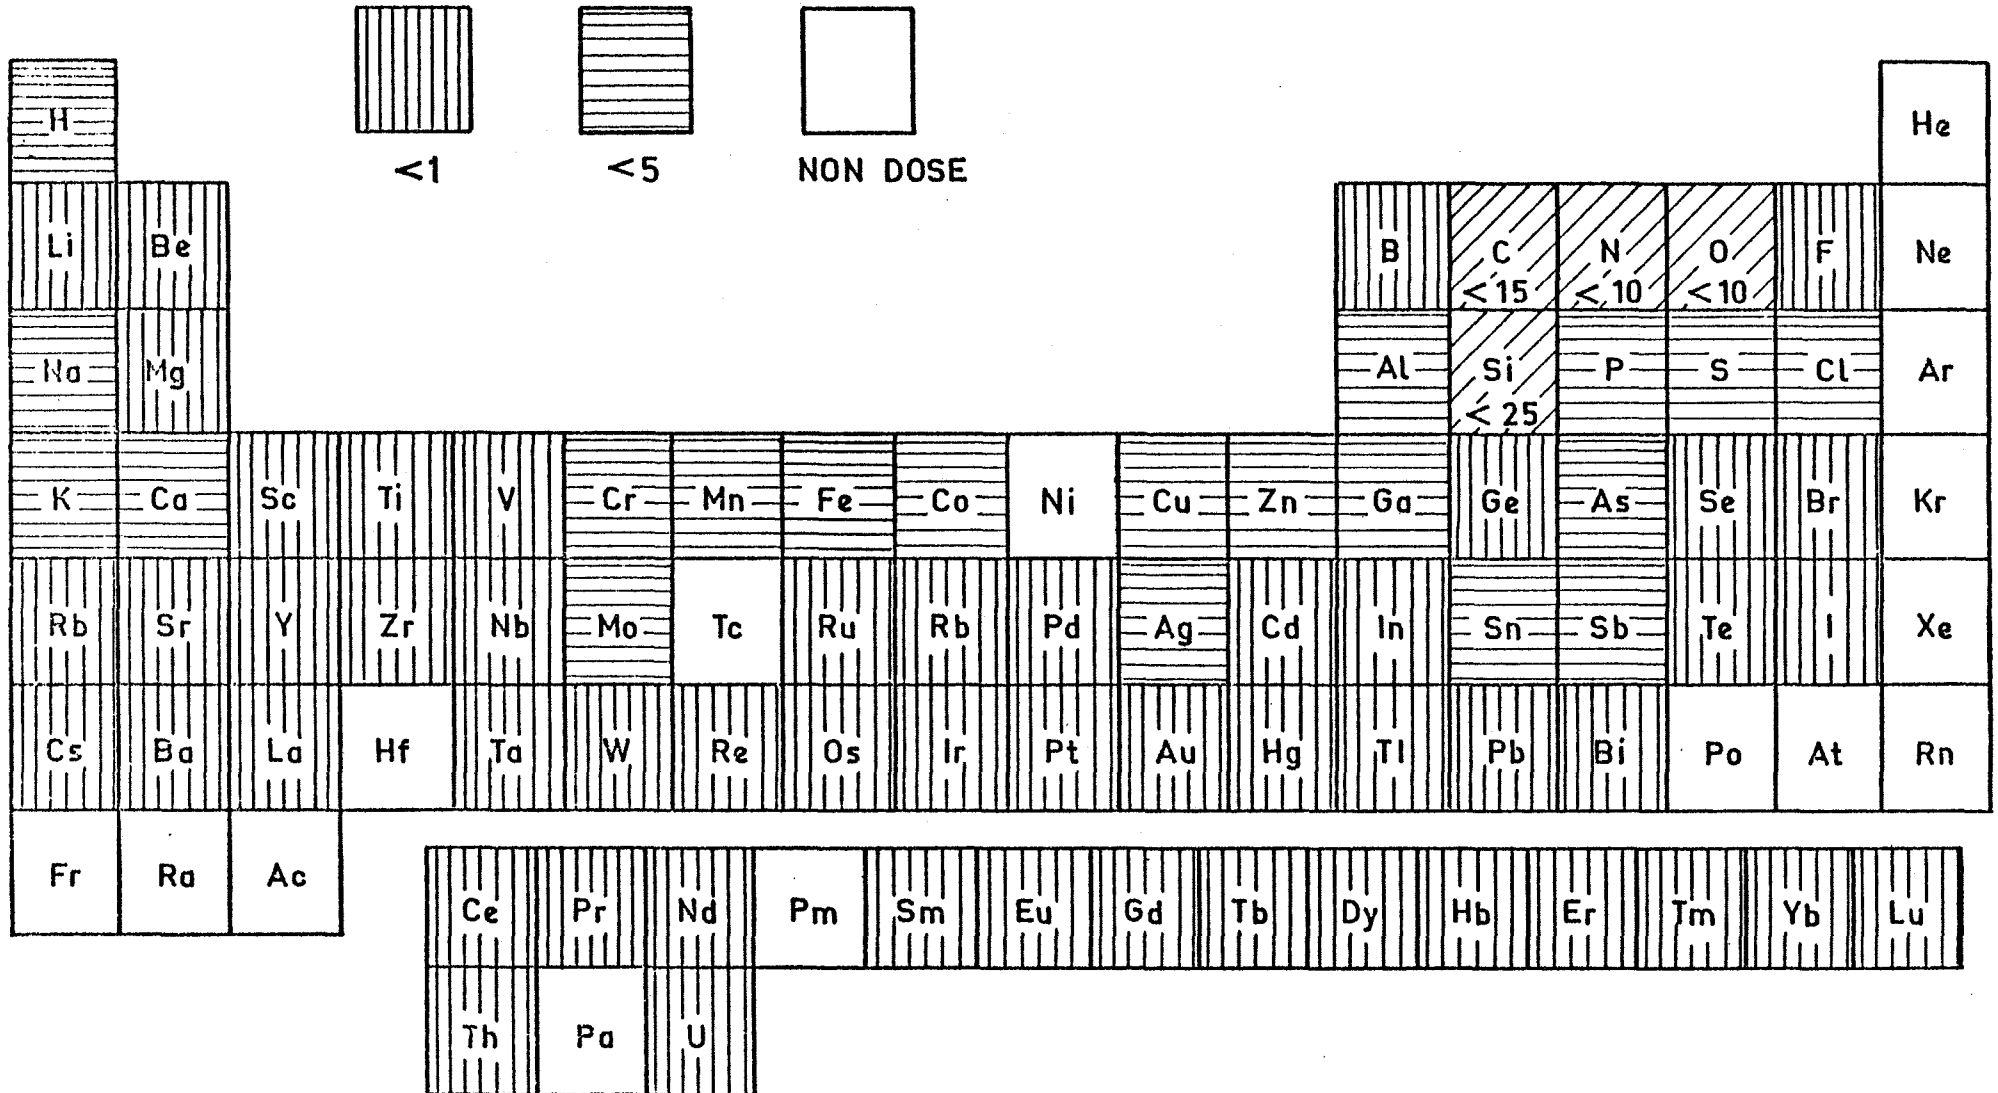 <1 <5 NON DOSE
H He
Li Be B C N O F Ne
<15 <10 <10
Na Mg Al Si P S Cl Ar
<25
K Ca Sc Ti V Cr Mn Fe Co Ni Cu Zn Ga Ge As Se Br Kr
Rb Sr Y Zr Nb Mo Tc Ru Rb Pd Ag Cd In Sn Sb Te I Xe
Cs Ba La Hf Ta W Re Os Ir Pt Au Hg Tl Pb Bi Po At Rn
Fr Ra Ac
Ce Pr Nd Pm Sm Eu Gd Tb Dy Hb Er Tm Yb Lu
Th Pa U